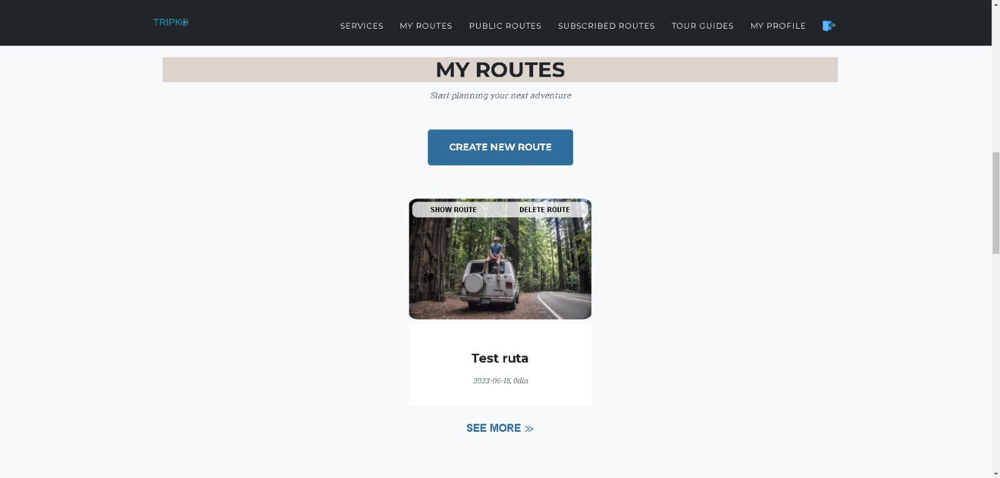 TRIPKO
SERVICES MY ROUTES PUBLIC ROUTES SUBSCRIBED ROUTES TOUR GUIDES MY PROFILE
MY ROUTES
Start planning your next adventure
CREATE NEW ROUTE
SHOW ROUTE DELETE ROUTE
Test ruta
2023-06-15, 0din
SEE MORE ≫